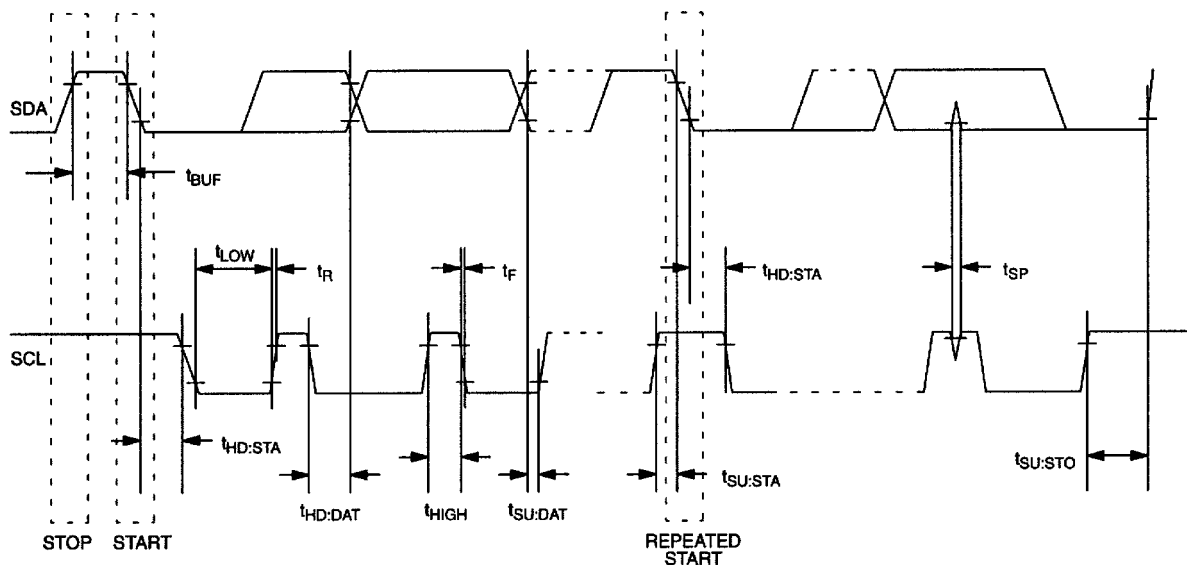 SDA
tBUF
tLOW
tR
tF
tHD:STA
tSP
SCL
tHD:STA
tHD:DAT
tHIGH
tSU:DAT
tSU:STA
tSU:STO
STOP
START
REPEATED
START